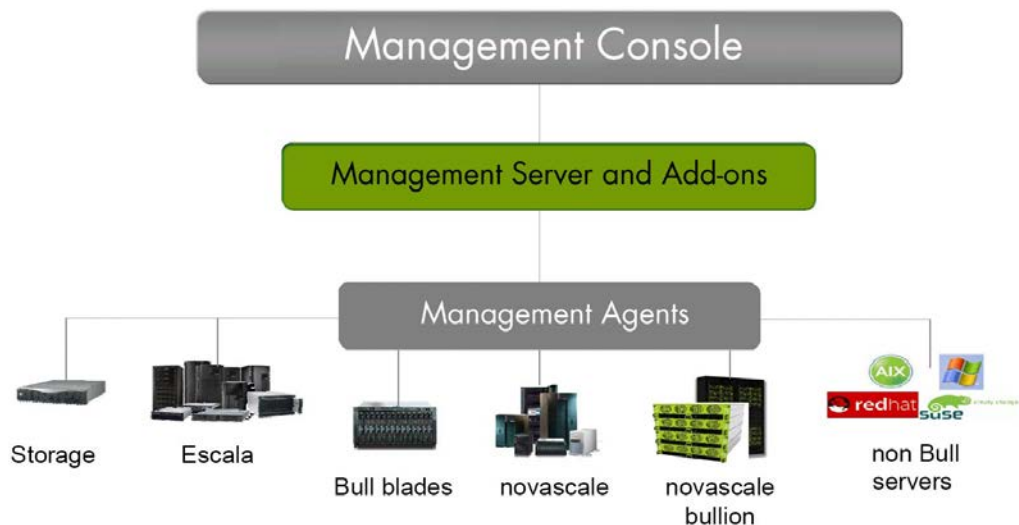 Management Console
Management Server and Add-ons
Management Agents
AIX
redhat
SUSE
Storage
Escala
Bull blades
novascale
novascale
bullion
non Bull
servers